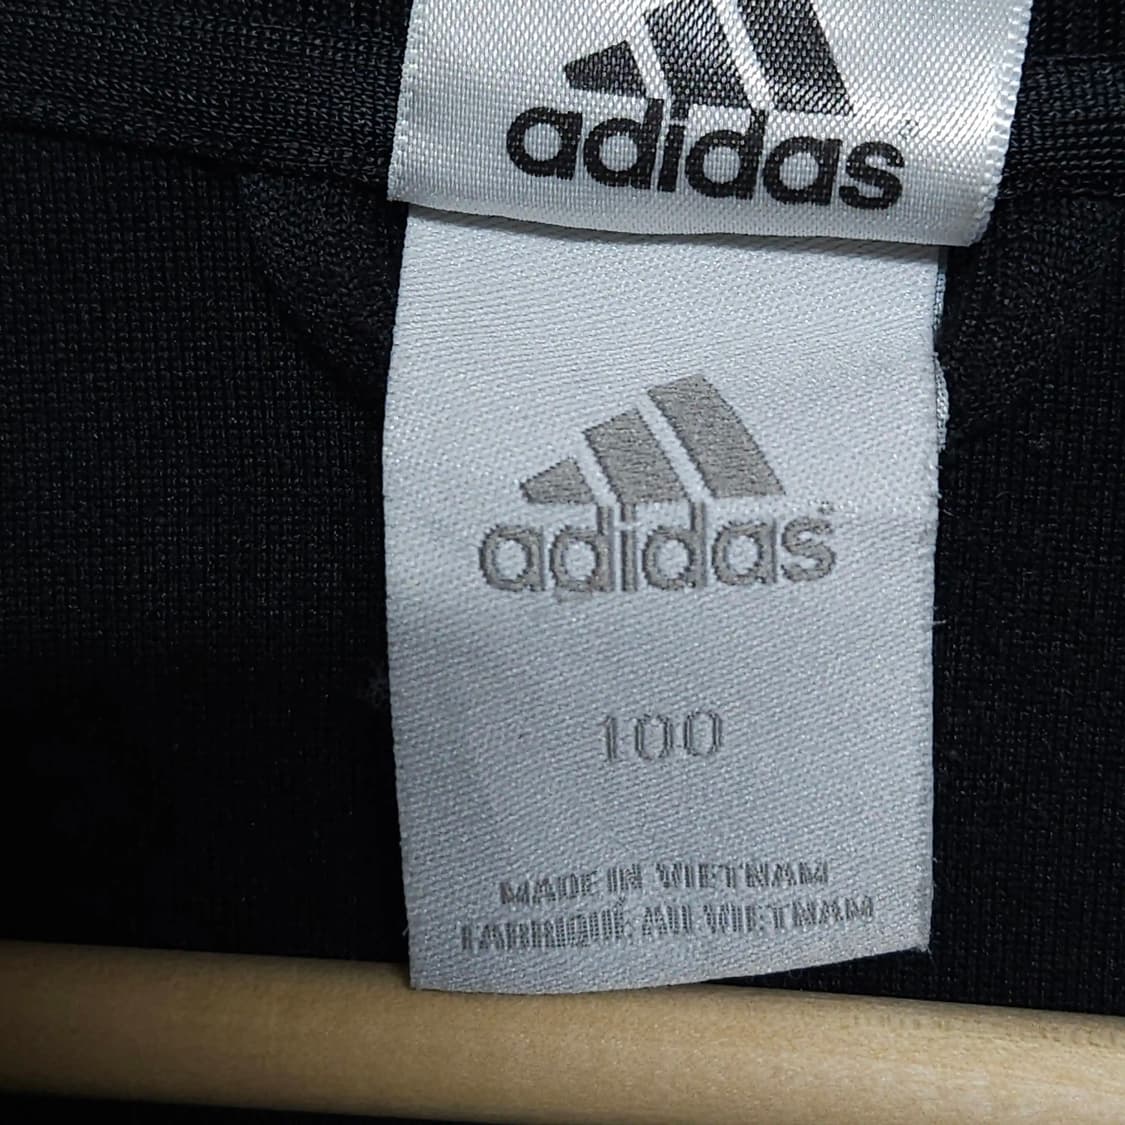 adidas®
adidas®
100
MADE IN VIETNAM
FABRIQUÉ AU VIETNAM